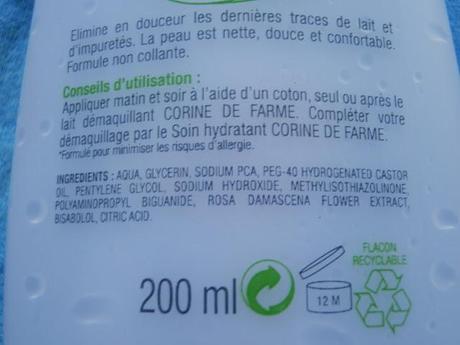 Elimine en douceur les dernières traces de lait et
d'impuretés. La peau est nette, douce et confortable.
Formule non collante.
Conseils d'utilisation :
Appliquer matin et soir à l'aide d'un coton, seul ou après le
lait démaquillant CORINE DE FARME. Compléter votre
démaquillage par le Soin hydratant CORINE DE FARME.
*Formulé pour minimiser les risques d'allergie.
INGREDIENTS : AQUA, GLYCERIN, SODIUM PCA, PEG-40 HYDROGENATED CASTOR
OIL, PENTYLENE GLYCOL, SODIUM HYDROXIDE, METHYLISOTHIAZOLINONE,
POLYAMINOPROPYL BIGUANIDE, ROSA DAMASCENA FLOWER EXTRACT,
BISABOLOL, CITRIC ACID.
FLACON
RECYCLABLE
200 ml
12 M